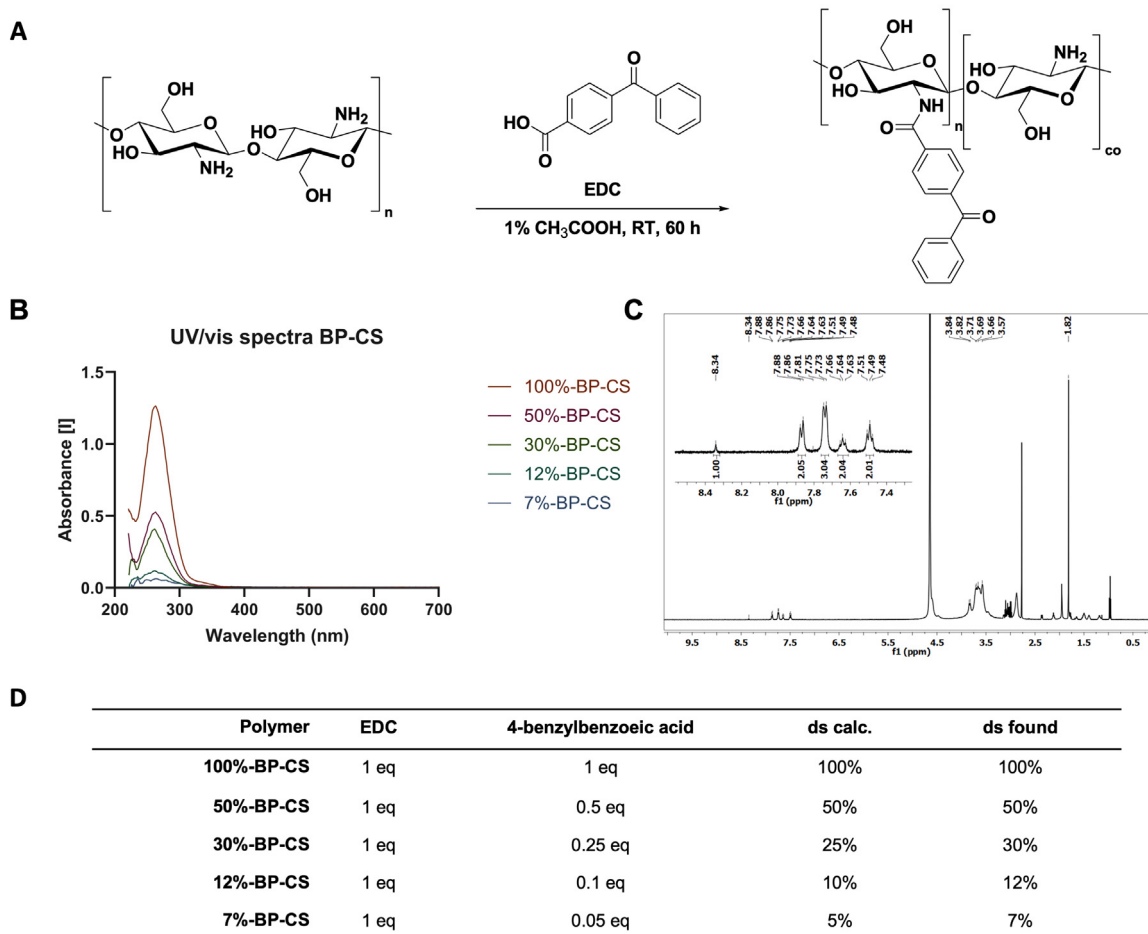 A
OH
O
O
HO
NH2
HO
NH2
O
O
OH
n
O
HO
O
EDC
1% CH3COOH, RT, 60 h
OH
O
O
HO
NH
O
n
HO
NH2
O
O
OH
co
O
B
UV/vis spectra BP-CS
1.5
1.0
0.5
0.0
Absorbance [I]
200 300 400 500 600 700
Wavelength (nm)
100%-BP-CS
50%-BP-CS
30%-BP-CS
12%-BP-CS
7%-BP-CS
C
8.34 7.88 7.86 7.75 7.73 7.66 7.64 7.63 7.51 7.49 7.48
3.84 3.82 3.71 3.69 3.66 3.57
1.82
8.34
7.88 7.86 7.81 7.75 7.73 7.66 7.64 7.63 7.51 7.49 7.48
1.00 2.05 3.04 2.04 2.01
8.4 8.2 8.0 7.8 7.6 7.4
f1 (ppm)
9.5 8.5 7.5 6.5 5.5 4.5 3.5 2.5 1.5 0.5
f1 (ppm)
D
Polymer EDC 4-benzylbenzoeic acid ds calc. ds found
100%-BP-CS 1 eq 1 eq 100% 100%
50%-BP-CS 1 eq 0.5 eq 50% 50%
30%-BP-CS 1 eq 0.25 eq 25% 30%
12%-BP-CS 1 eq 0.1 eq 10% 12%
7%-BP-CS 1 eq 0.05 eq 5% 7%